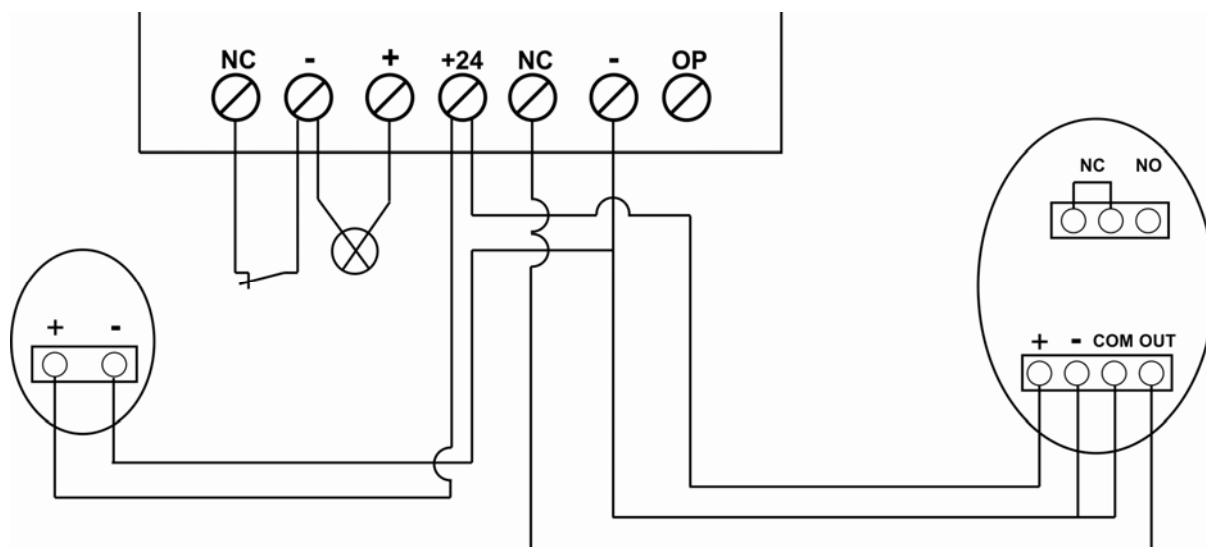 NC - + +24 NC - OP
NC NO
+ -
+ - COM OUT